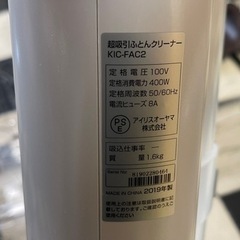 超吸引ふとんクリーナー
KIC-FAC2
定格電圧 100V
定格消費電力 400W
定格周波数 50/60Hz
電流ヒューズ 8A
PSE
アイリスオーヤマ
株式会社
吸込仕事率 ―
質量 1.6kg
Serial No.
MADE IN CHINA 2019年製